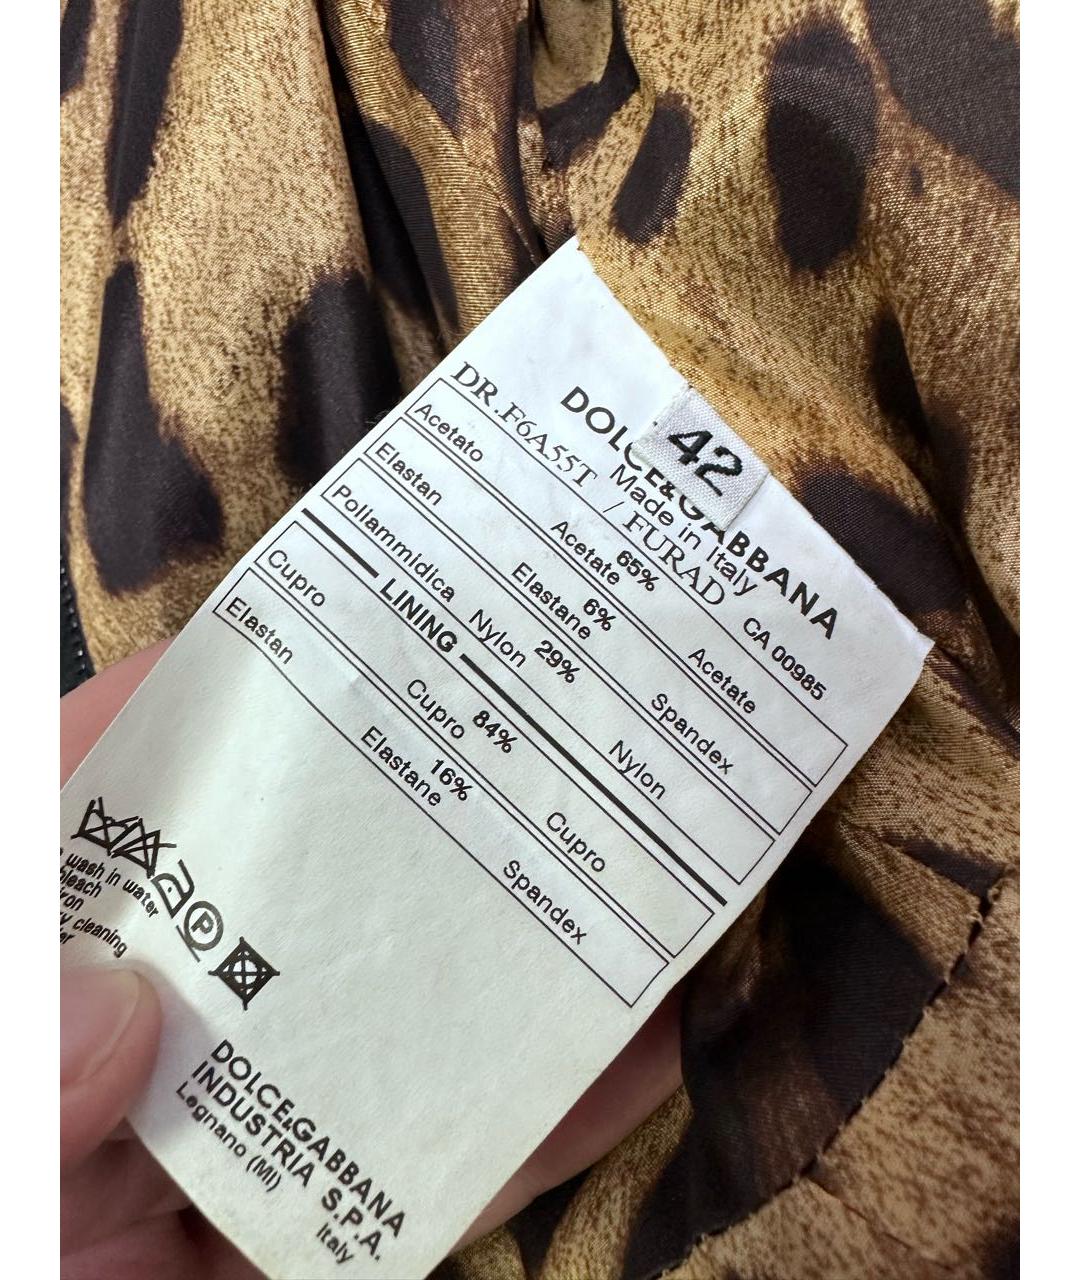 42
DOLCE&GABBANA
Made in Italy
DR.F6A55T / FURAD CA 00985
Acetato Acetate 65% Acetate
Elastan Elastane 6% Spandex
Poliammidica Nylon 29% Nylon
LINING
Cupro Cupro 84% Cupro
Elastan Elastane 16% Spandex
wash in water
bleach
cleaning
P
DOLCE&GABBANA
INDUSTRIA S.P.A.
Legnano (MI) Italy